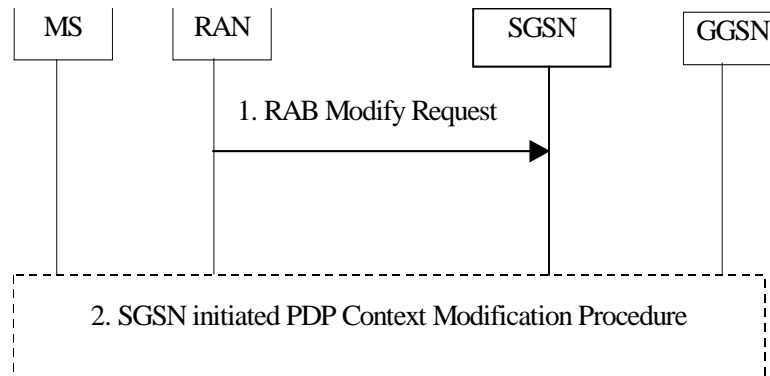 MS RAN SGSN GGSN
1. RAB Modify Request
2. SGSN initiated PDP Context Modification Procedure